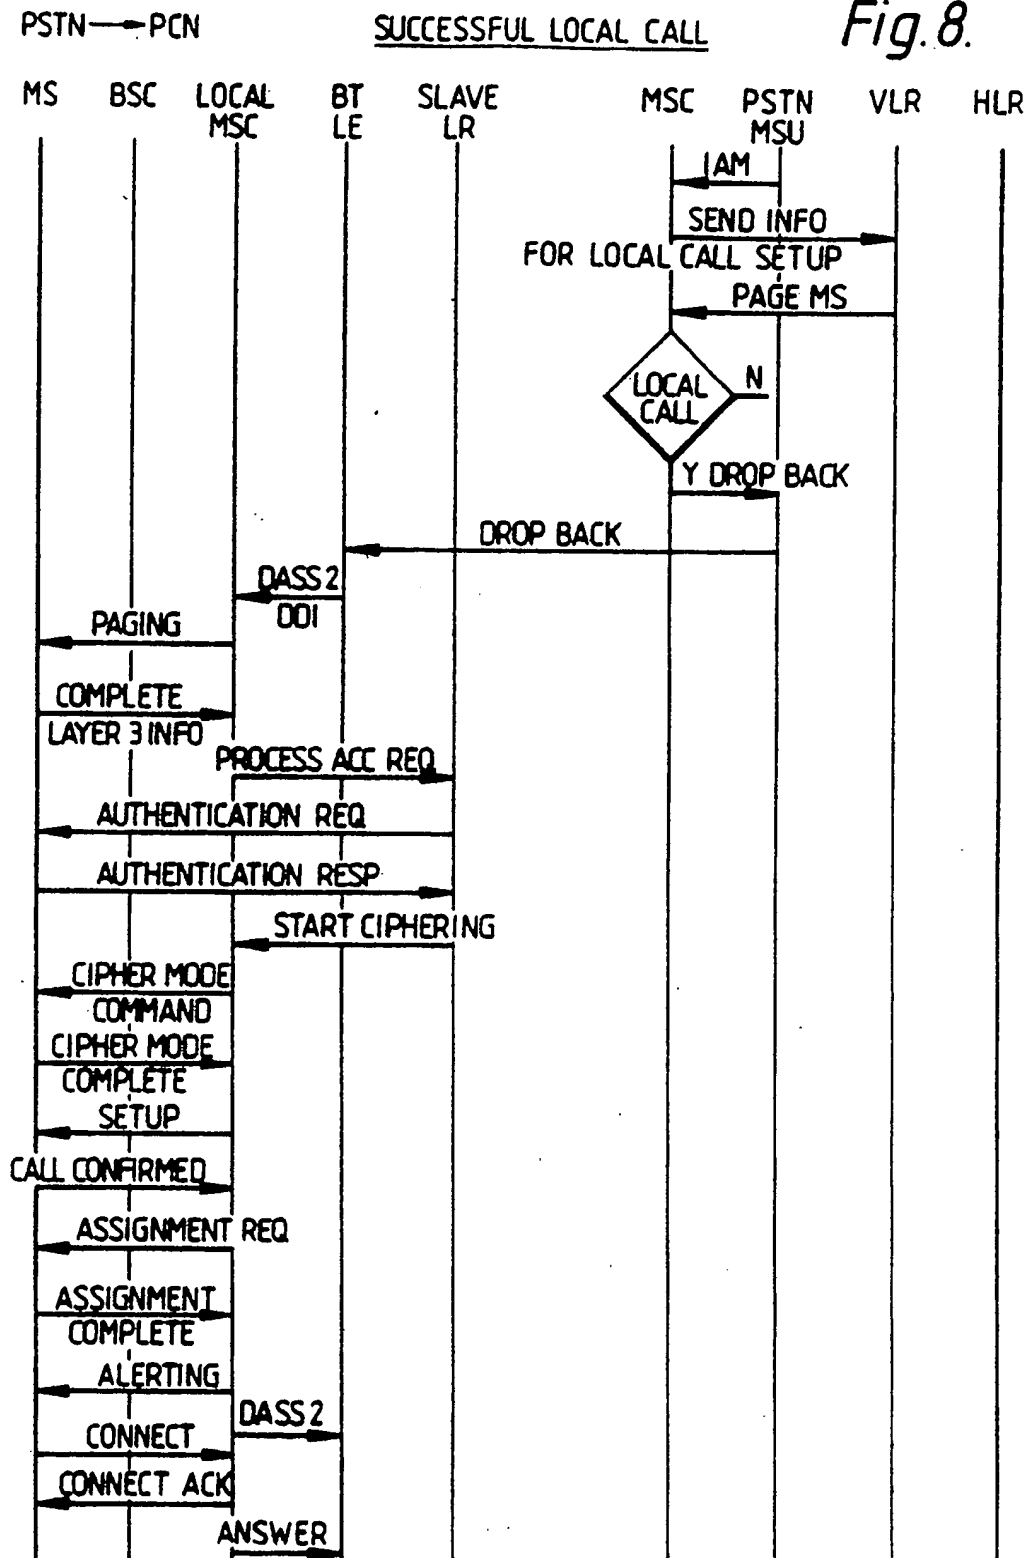 PSTN → PCN
SUCCESSFUL LOCAL CALL
Fig. 8.
MS BSC LOCAL MSC BT LE SLAVE LR MSC PSTN MSU VLR HLR
IAM
SEND INFO
FOR LOCAL CALL SETUP
PAGE MS
LOCAL
CALL
N
Y DROP BACK
DROP BACK
DASS 2
DDI
PAGING
COMPLETE
LAYER 3 INFO
PROCESS ACC REQ
AUTHENTICATION REQ
AUTHENTICATION RESP
START CIPHERING
CIPHER MODE
COMMAND
CIPHER MODE
COMPLETE
SETUP
CALL CONFIRMED
ASSIGNMENT REQ
ASSIGNMENT
COMPLETE
ALERTING
DASS 2
CONNECT
CONNECT ACK
ANSWER